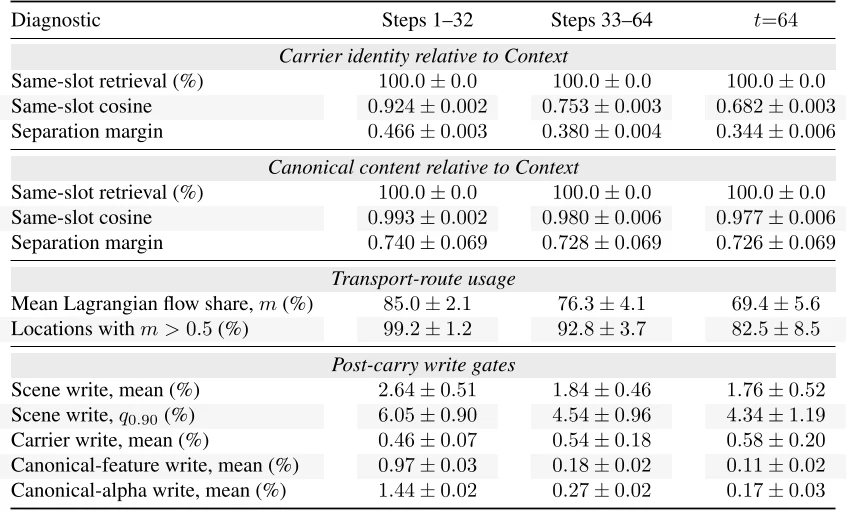 Diagnostic Steps 1–32 Steps 33–64 t=64
Carrier identity relative to Context
Same-slot retrieval (%) 100.0 ± 0.0 100.0 ± 0.0 100.0 ± 0.0
Same-slot cosine 0.924 ± 0.002 0.753 ± 0.003 0.682 ± 0.003
Separation margin 0.466 ± 0.003 0.380 ± 0.004 0.344 ± 0.006
Canonical content relative to Context
Same-slot retrieval (%) 100.0 ± 0.0 100.0 ± 0.0 100.0 ± 0.0
Same-slot cosine 0.993 ± 0.002 0.980 ± 0.006 0.977 ± 0.006
Separation margin 0.740 ± 0.069 0.728 ± 0.069 0.726 ± 0.069
Transport-route usage
Mean Lagrangian flow share, m (%) 85.0 ± 2.1 76.3 ± 4.1 69.4 ± 5.6
Locations with m > 0.5 (%) 99.2 ± 1.2 92.8 ± 3.7 82.5 ± 8.5
Post-carry write gates
Scene write, mean (%) 2.64 ± 0.51 1.84 ± 0.46 1.76 ± 0.52
Scene write, q0.90 (%) 6.05 ± 0.90 4.54 ± 0.96 4.34 ± 1.19
Carrier write, mean (%) 0.46 ± 0.07 0.54 ± 0.18 0.58 ± 0.20
Canonical-feature write, mean (%) 0.97 ± 0.03 0.18 ± 0.02 0.11 ± 0.02
Canonical-alpha write, mean (%) 1.44 ± 0.02 0.27 ± 0.02 0.17 ± 0.03